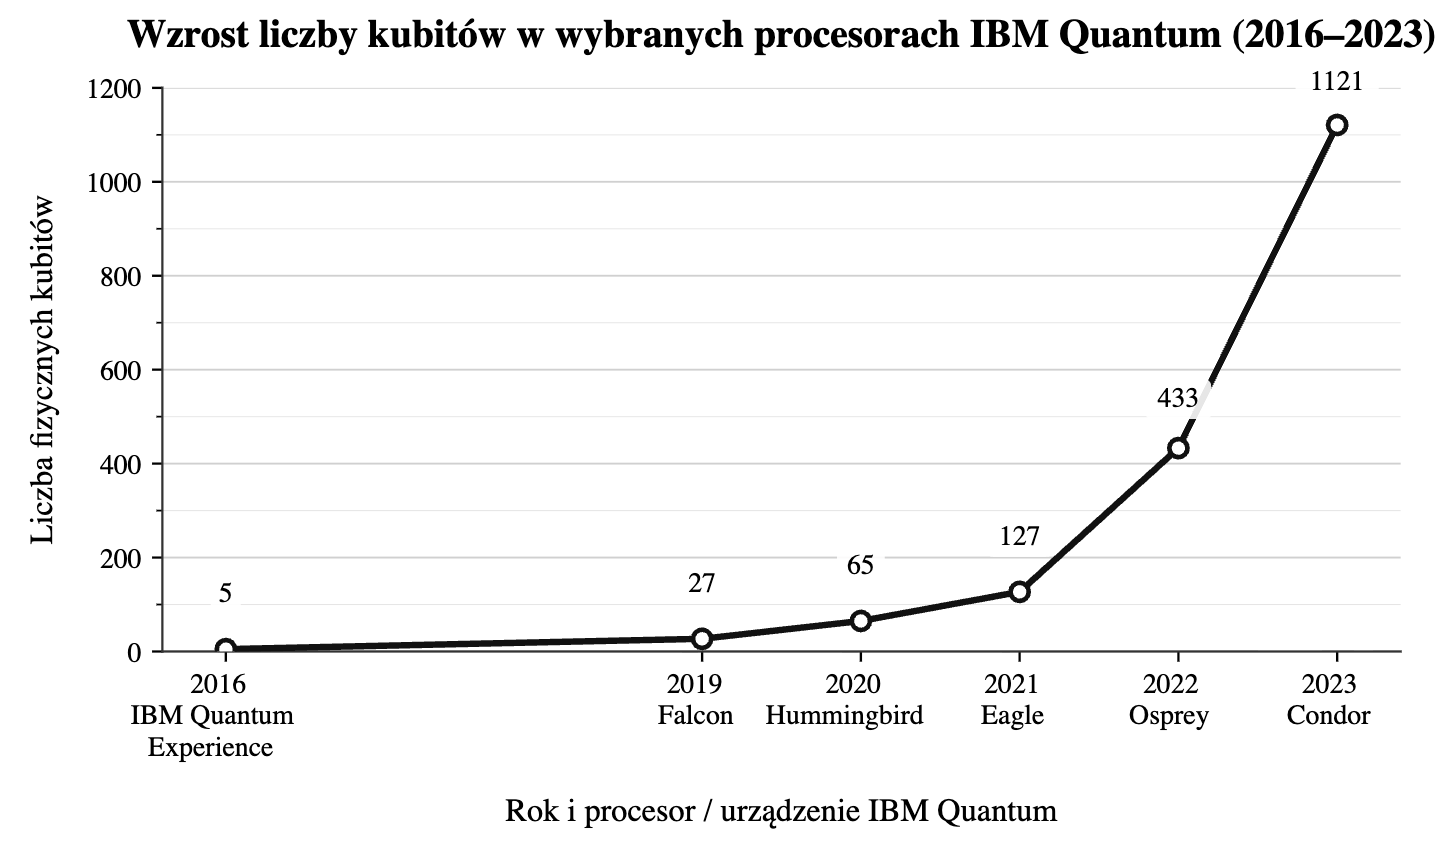 Wzrost liczby kubitów w wybranych procesorach IBM Quantum (2016–2023)
Liczba fizycznych kubitów
1200
1000
800
600
400
200
0
5
27
65
127
433
1121
2016
IBM Quantum
Experience
2019
Falcon
2020
Hummingbird
2021
Eagle
2022
Osprey
2023
Condor
Rok i procesor / urządzenie IBM Quantum